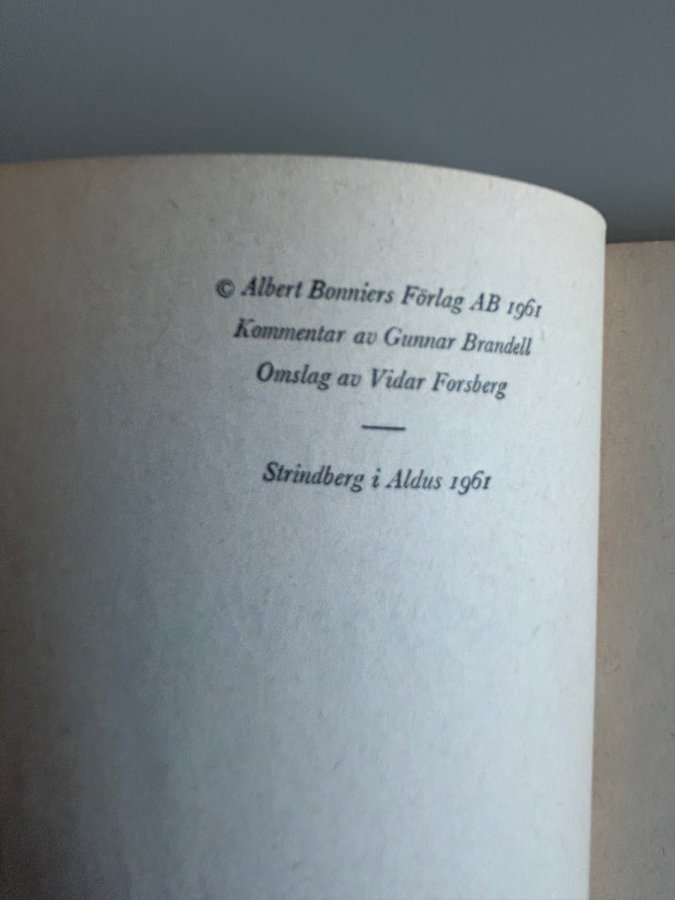 © Albert Bonniers Förlag AB 1961
Kommentar av Gunnar Brandell
Omslag av Vidar Forsberg
Strindberg i Aldus 1961